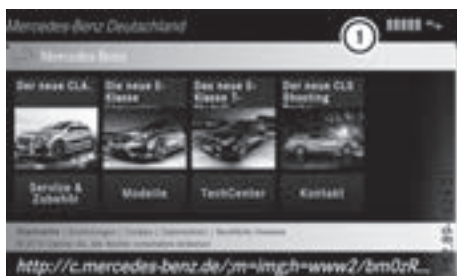 Mercedes-Benz Deutschland
1
Mercedes-Benz
Der neue CLA. Die neue E- Das neue E- Der neue CLS
Klasse Klasse T- Shooting
Service & Modelle TechCenter Kontakt
Zubehör
http://c.mercedes-benz.de/;m=img;h=www2/bm0zR...